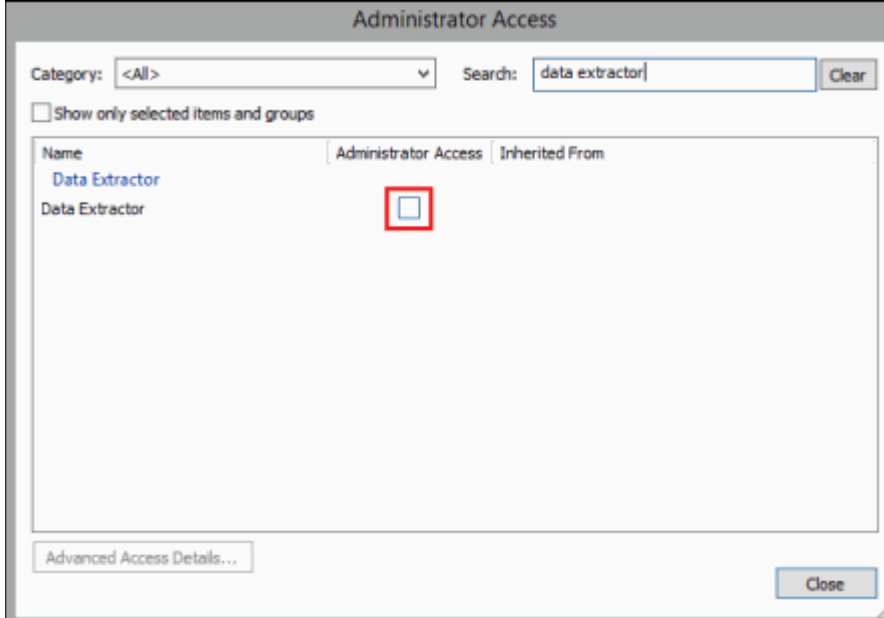 Administrator Access
Category: <All> Search: data extractor Clear
Show only selected items and groups
Name Administrator Access Inherited From
Data Extractor
Data Extractor
Advanced Access Details...
Close